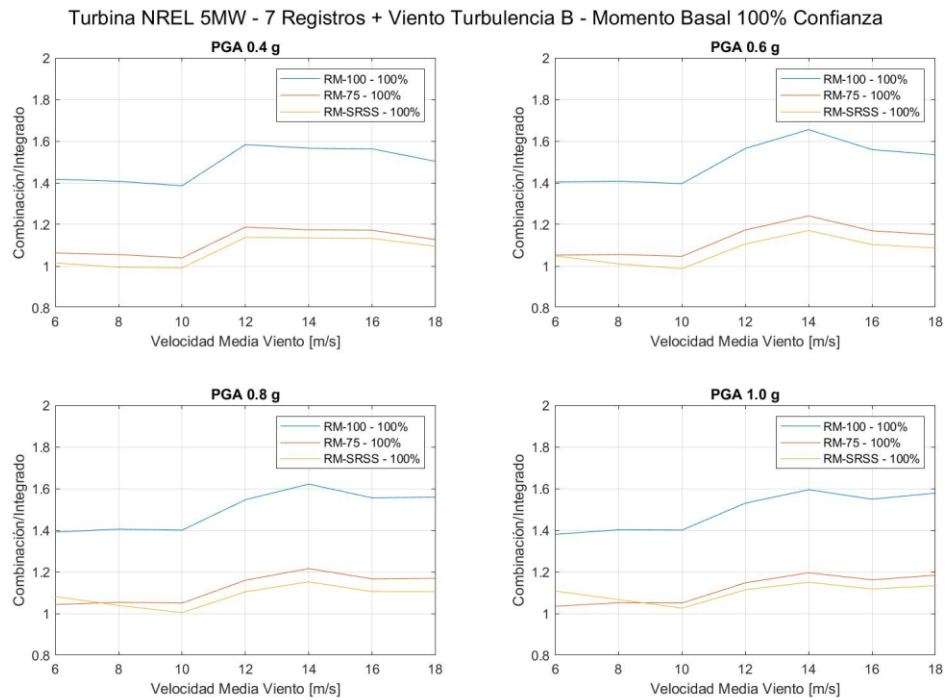 Turbina NREL 5MW - 7 Registros + Viento Turbulencia B - Momento Basal 100% Confianza
PGA 0.4 g
2
1.8
1.6
1.4
1.2
1
0.8
Combinación/Integrado
RM-100 - 100%
RM-75 - 100%
RM-SRSS - 100%
6 8 10 12 14 16 18
Velocidad Media Viento [m/s]
PGA 0.6 g
2
1.8
1.6
1.4
1.2
1
0.8
Combinación/Integrado
RM-100 - 100%
RM-75 - 100%
RM-SRSS - 100%
6 8 10 12 14 16 18
Velocidad Media Viento [m/s]
PGA 0.8 g
2
1.8
1.6
1.4
1.2
1
0.8
Combinación/Integrado
RM-100 - 100%
RM-75 - 100%
RM-SRSS - 100%
6 8 10 12 14 16 18
Velocidad Media Viento [m/s]
PGA 1.0 g
2
1.8
1.6
1.4
1.2
1
0.8
Combinación/Integrado
RM-100 - 100%
RM-75 - 100%
RM-SRSS - 100%
6 8 10 12 14 16 18
Velocidad Media Viento [m/s]